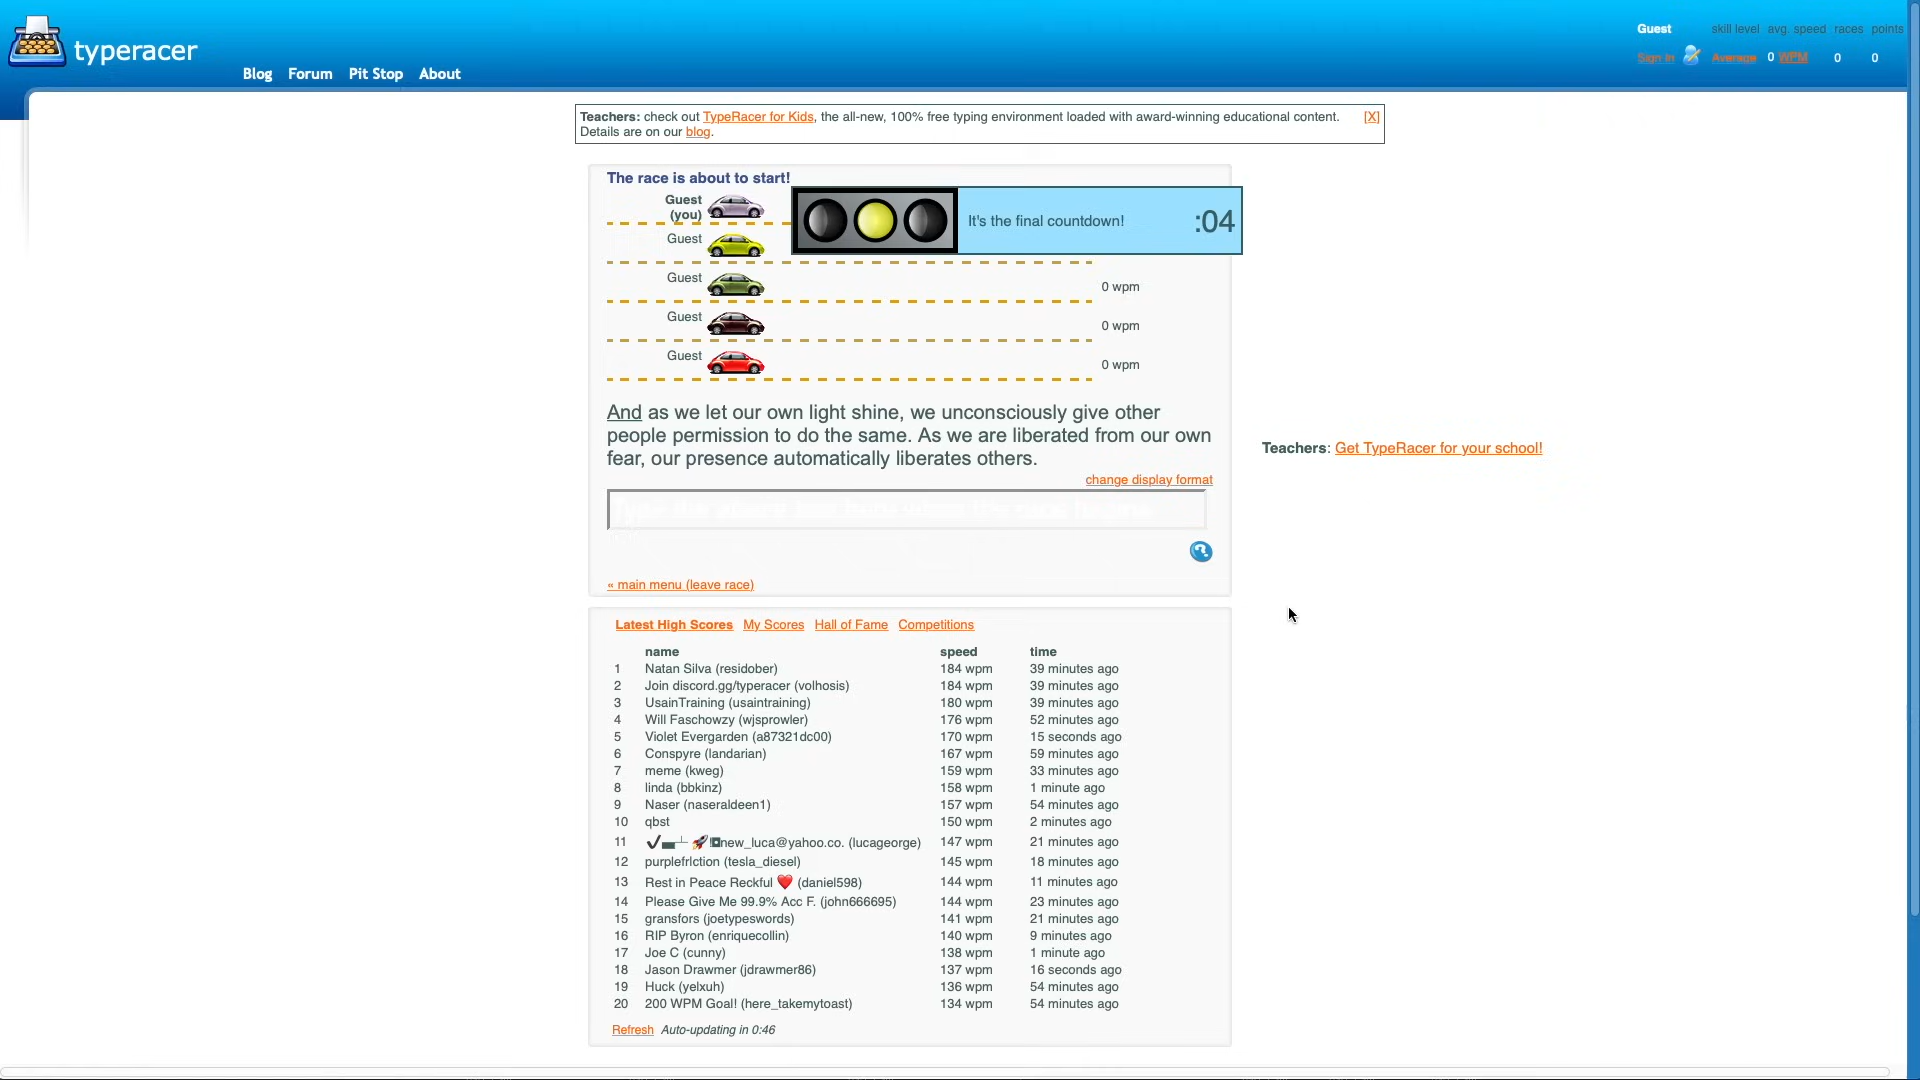 typeracer
Blog Forum Pit Stop About
Guest skill level avg. speed races points
Sign In Average 0 WPM 0 0
Teachers: check out TypeRacer for Kids, the all-new, 100% free typing environment loaded with award-winning educational content. [X]
Details are on our blog.
The race is about to start!
It's the final countdown! :04
Guest
(you)
Guest
Guest 0 wpm
Guest 0 wpm
Guest 0 wpm
And as we let our own light shine, we unconsciously give other
people permission to do the same. As we are liberated from our own
fear, our presence automatically liberates others.
change display format
« main menu (leave race)
Teachers: Get TypeRacer for your school!
Latest High Scores My Scores Hall of Fame Competitions
name speed time
1 Natan Silva (residober) 184 wpm 39 minutes ago
2 Join discord.gg/typeracer (volhosis) 184 wpm 39 minutes ago
3 UsainTraining (usaintraining) 180 wpm 39 minutes ago
4 Will Faschowzy (wjsprowler) 176 wpm 52 minutes ago
5 Violet Evergarden (a87321dc00) 170 wpm 15 seconds ago
6 Conspyre (landarian) 167 wpm 59 minutes ago
7 meme (kweg) 159 wpm 33 minutes ago
8 linda (bbkinz) 158 wpm 1 minute ago
9 Naser (naseraldeen1) 157 wpm 54 minutes ago
10 qbst 150 wpm 2 minutes ago
11 new_luca@yahoo.co. (lucageorge) 147 wpm 21 minutes ago
12 purplefr|ction (tesla_diesel) 145 wpm 18 minutes ago
13 Rest in Peace Reckful ❤️ (daniel598) 144 wpm 11 minutes ago
14 Please Give Me 99.9% Acc F. (john666695) 144 wpm 23 minutes ago
15 gransfors (joetypeswords) 141 wpm 21 minutes ago
16 RIP Byron (enriquecollin) 140 wpm 9 minutes ago
17 Joe C (cunny) 138 wpm 1 minute ago
18 Jason Drawmer (jdrawmer86) 137 wpm 16 seconds ago
19 Huck (yelxuh) 136 wpm 54 minutes ago
20 200 WPM Goal! (here_takemytoast) 134 wpm 54 minutes ago
Refresh Auto-updating in 0:46